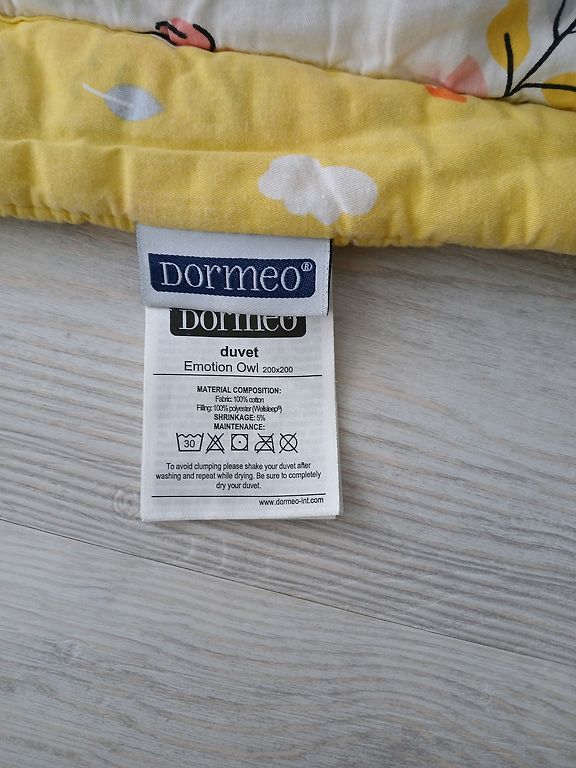 DORMEO®
DORMEO
duvet
Emotion Owl 200x200
MATERIAL COMPOSITION:
Fabric: 100% cotton
Filling: 100% polyester (Wellsleep®)
SHRINKAGE: 5%
MAINTENANCE:
30
To avoid clumping please shake your duvet after
washing and repeat while drying. Be sure to completely
dry your duvet.
www.dormeo-int.com